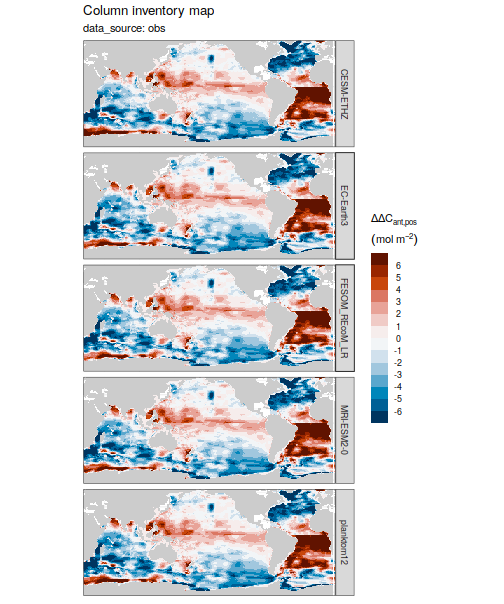 Column inventory map
data_source: obs
CESM-ETHZ
EC-Earth3
FESOM_REcoM_LR
MRI-ESM2-0
planktom12
ΔΔCant,pos
(mol m−2)
6
5
4
3
2
1
0
-1
-2
-3
-4
-5
-6